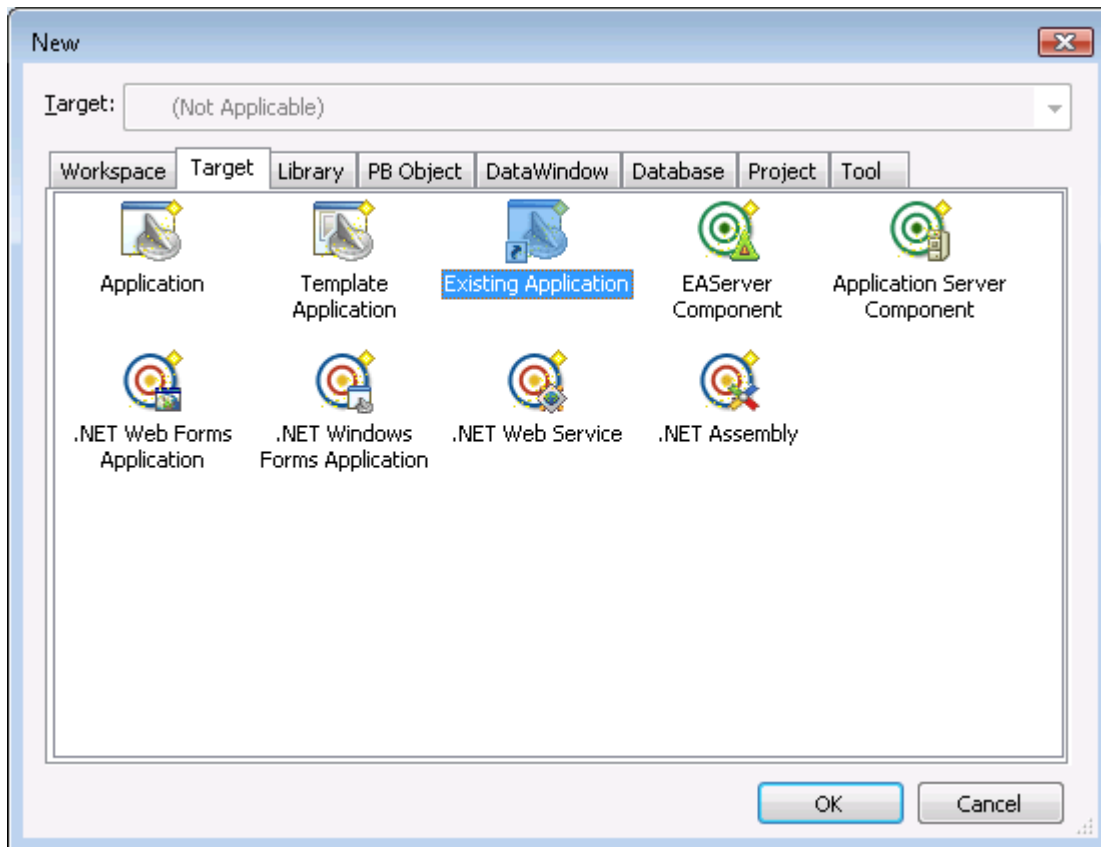 New
Target: (Not Applicable)
Workspace Target Library PB Object DataWindow Database Project Tool
Application
Template
Application
Existing Application
EAServer
Component
Application Server
Component
.NET Web Forms
Application
.NET Windows
Forms Application
.NET Web Service
.NET Assembly
OK Cancel